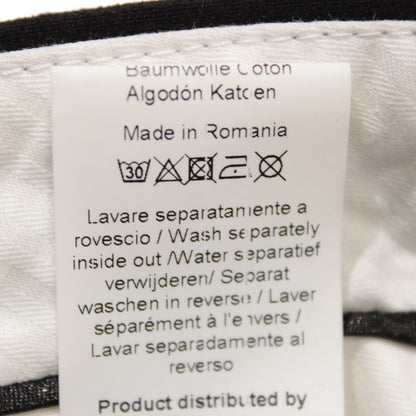 Baumwolle Coton
Algodón Katoen
Made in Romania
30
Lavare separatamente a
rovescio / Wash separately
inside out /Water separatief
verwijderen/ Separat
waschen in reverse / Laver
séparément à l'envers /
Lavar separadamente al
reverso
Product distributed by